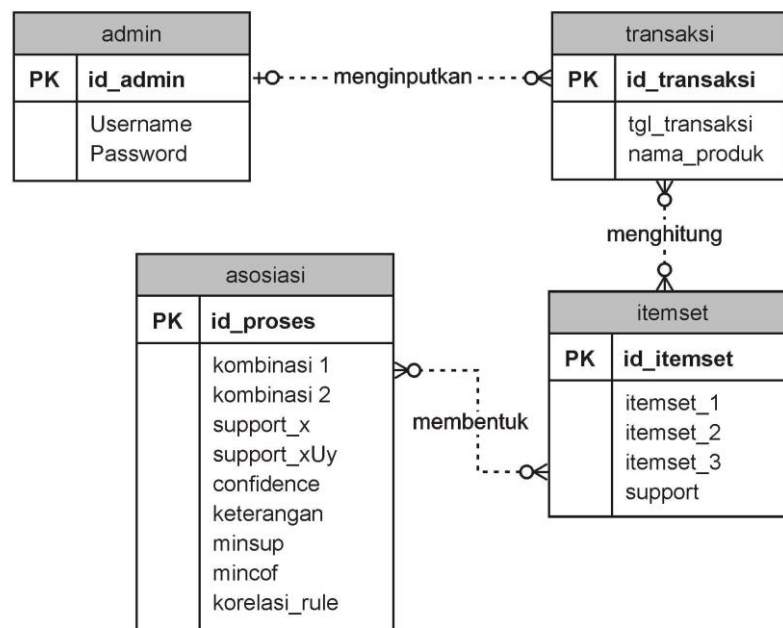 admin
PK id_admin
Username
Password
menginputkan
transaksi
PK id_transaksi
tgl_transaksi
nama_produk
menghitung
asosiasi
PK id_proses
kombinasi 1
kombinasi 2
support_x
support_xUy
confidence
keterangan
minsup
mincof
korelasi_rule
membentuk
itemset
PK id_itemset
itemset_1
itemset_2
itemset_3
support